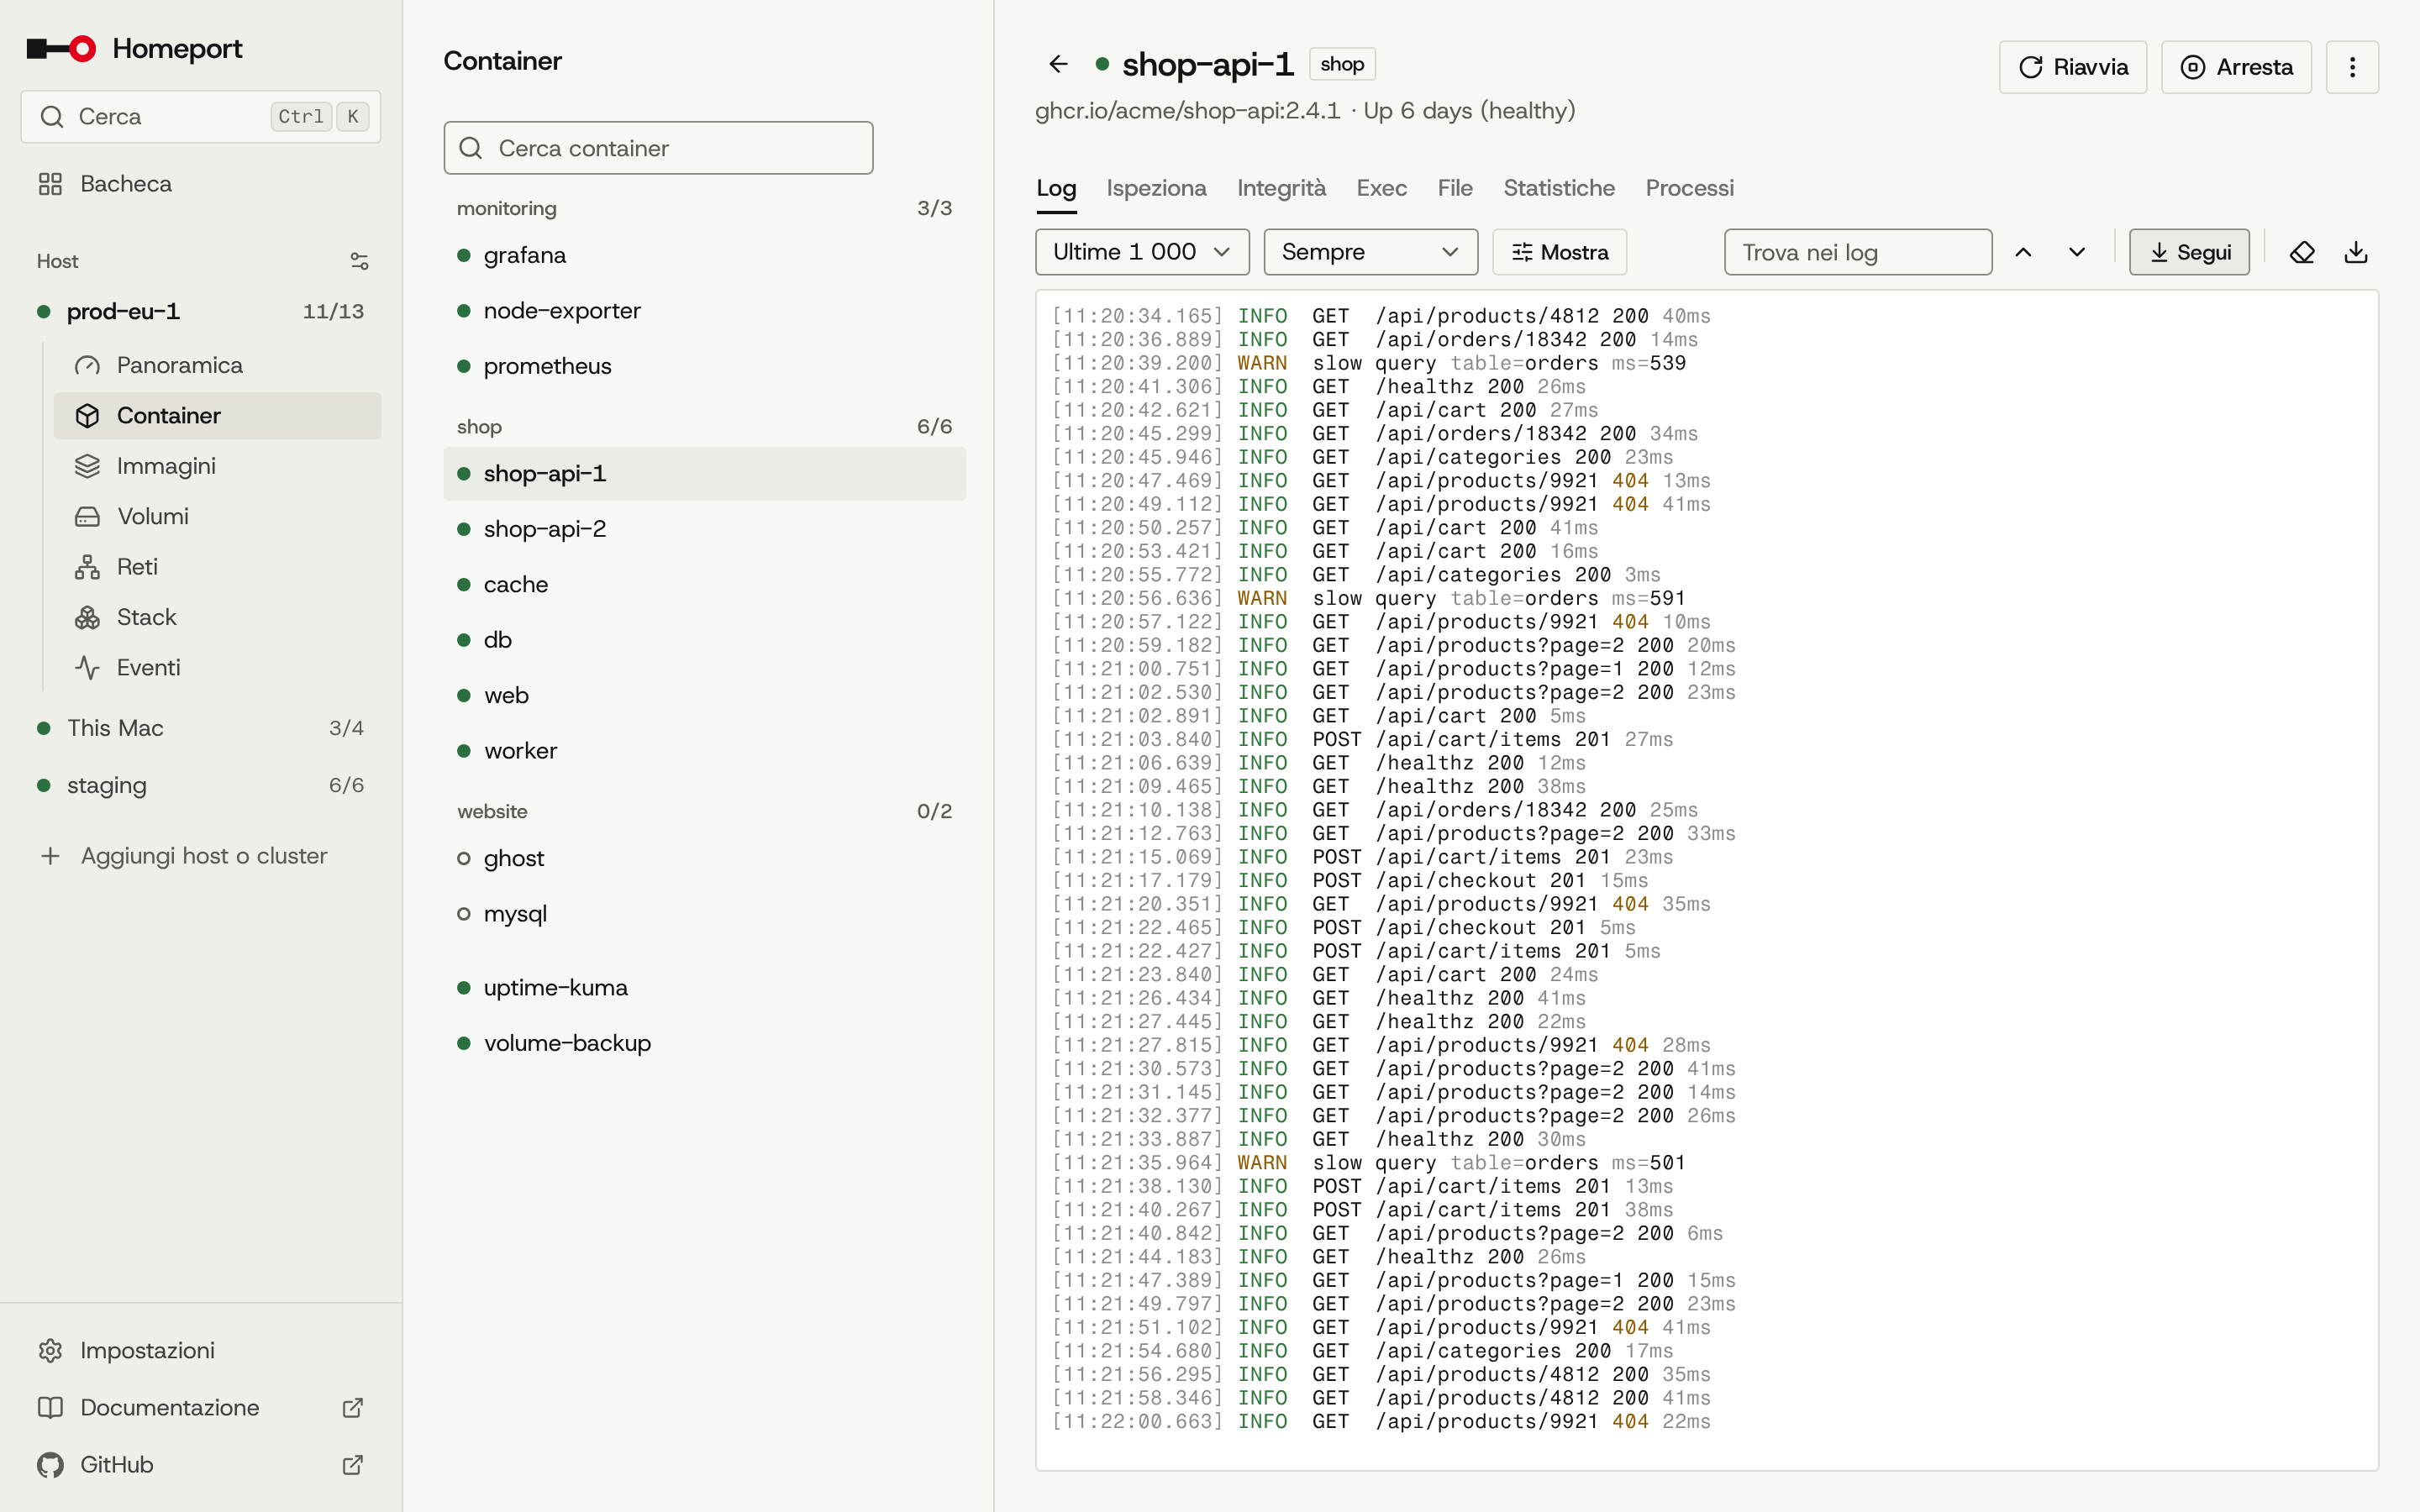 Homeport
Cerca Ctrl K
Bacheca
Host
prod-eu-1 11/13
Panoramica
Container
Immagini
Volumi
Reti
Stack
Eventi
This Mac 3/4
staging 6/6
Aggiungi host o cluster
Impostazioni
Documentazione
GitHub
Container
Cerca container
monitoring 3/3
grafana
node-exporter
prometheus
shop 6/6
shop-api-1
shop-api-2
cache
db
web
worker
website 0/2
ghost
mysql
uptime-kuma
volume-backup
shop-api-1 shop
Riavvia Arresta
ghcr.io/acme/shop-api:2.4.1 · Up 6 days (healthy)
Log Ispeziona Integrità Exec File Statistiche Processi
Ultime 1 000 Sempre Mostra Trova nei log Segui
[11:20:34.165] INFO GET /api/products/4812 200 40ms
[11:20:36.889] INFO GET /api/orders/18342 200 14ms
[11:20:39.200] WARN slow query table=orders ms=539
[11:20:41.306] INFO GET /healthz 200 26ms
[11:20:42.621] INFO GET /api/cart 200 27ms
[11:20:45.299] INFO GET /api/orders/18342 200 34ms
[11:20:45.946] INFO GET /api/categories 200 23ms
[11:20:47.469] INFO GET /api/products/9921 404 13ms
[11:20:49.112] INFO GET /api/products/9921 404 41ms
[11:20:50.257] INFO GET /api/cart 200 41ms
[11:20:53.421] INFO GET /api/cart 200 16ms
[11:20:55.772] INFO GET /api/categories 200 3ms
[11:20:56.636] WARN slow query table=orders ms=591
[11:20:57.122] INFO GET /api/products/9921 404 10ms
[11:20:59.182] INFO GET /api/products?page=2 200 20ms
[11:21:00.751] INFO GET /api/products?page=1 200 12ms
[11:21:02.530] INFO GET /api/products?page=2 200 23ms
[11:21:02.891] INFO GET /api/cart 200 5ms
[11:21:03.840] INFO POST /api/cart/items 201 27ms
[11:21:06.639] INFO GET /healthz 200 12ms
[11:21:09.465] INFO GET /healthz 200 38ms
[11:21:10.138] INFO GET /api/orders/18342 200 25ms
[11:21:12.763] INFO GET /api/products?page=2 200 33ms
[11:21:15.069] INFO POST /api/cart/items 201 23ms
[11:21:17.179] INFO POST /api/checkout 201 15ms
[11:21:20.351] INFO GET /api/products/9921 404 35ms
[11:21:22.465] INFO POST /api/checkout 201 5ms
[11:21:22.427] INFO POST /api/cart/items 201 5ms
[11:21:23.840] INFO GET /api/cart 200 24ms
[11:21:26.434] INFO GET /healthz 200 41ms
[11:21:27.445] INFO GET /healthz 200 22ms
[11:21:27.815] INFO GET /api/products/9921 404 28ms
[11:21:30.573] INFO GET /api/products?page=2 200 41ms
[11:21:31.145] INFO GET /api/products?page=2 200 14ms
[11:21:32.377] INFO GET /api/products?page=2 200 26ms
[11:21:33.887] INFO GET /healthz 200 30ms
[11:21:35.964] WARN slow query table=orders ms=501
[11:21:38.130] INFO POST /api/cart/items 201 13ms
[11:21:40.267] INFO POST /api/cart/items 201 38ms
[11:21:40.842] INFO GET /api/products?page=2 200 6ms
[11:21:44.183] INFO GET /healthz 200 26ms
[11:21:47.389] INFO GET /api/products?page=1 200 15ms
[11:21:49.797] INFO GET /api/products?page=2 200 23ms
[11:21:51.102] INFO GET /api/products/9921 404 41ms
[11:21:54.680] INFO GET /api/categories 200 17ms
[11:21:56.295] INFO GET /api/products/4812 200 35ms
[11:21:58.346] INFO GET /api/products/4812 200 41ms
[11:22:00.663] INFO GET /api/products/9921 404 22ms